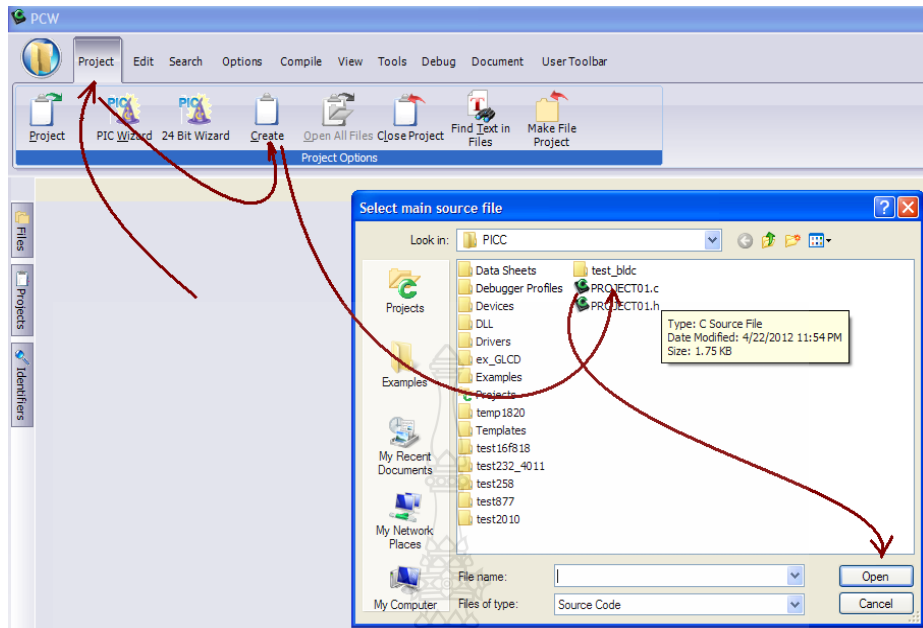 PCW
Project Edit Search Options Compile View Tools Debug Document User Toolbar
Project PIC Wizard 24 Bit Wizard Create Open All Files Close Project Find Text in Files Make File Project
Project Options
Files
Projects
Identifiers
Select main source file
Look in: PICC
Projects
Examples
My Recent Documents
My Network Places
My Computer
Data Sheets
Debugger Profiles
Devices
DLL
Drivers
ex_GLCD
Examples
Projects
temp1820
Templates
test16f818
test232_4011
test258
test877
test2010
test_bldc
PROJECT01.c
PROJECT01.h
Type: C Source File
Date Modified: 4/22/2012 11:54 PM
Size: 1.75 KB
File name:
Open
Files of type: Source Code
Cancel